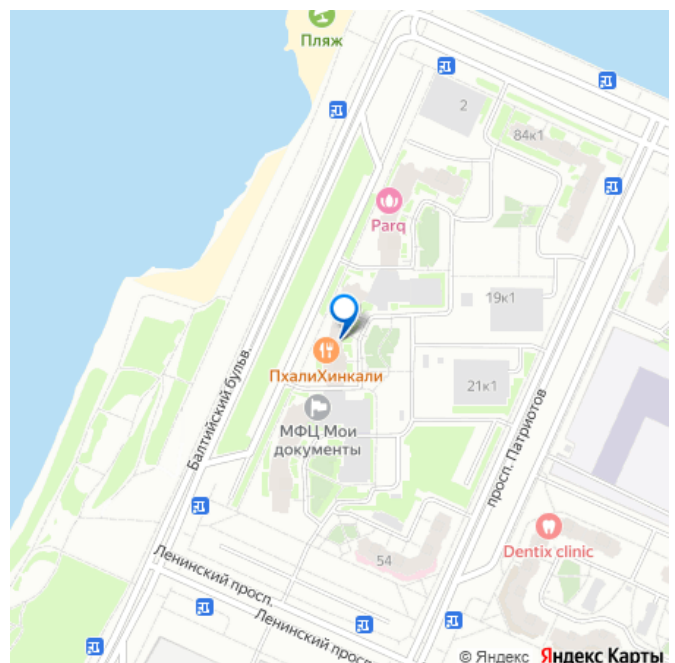 Пляж
2
84к1
Parq
19к1
ПхалиХинкали
21к1
Балтийский бульв.
МФЦ Мои
документы
просп. Патриотов
Dentix clinic
54
Ленинский просп.
Ленинский просп.
© Яндекс Яндекс Карты